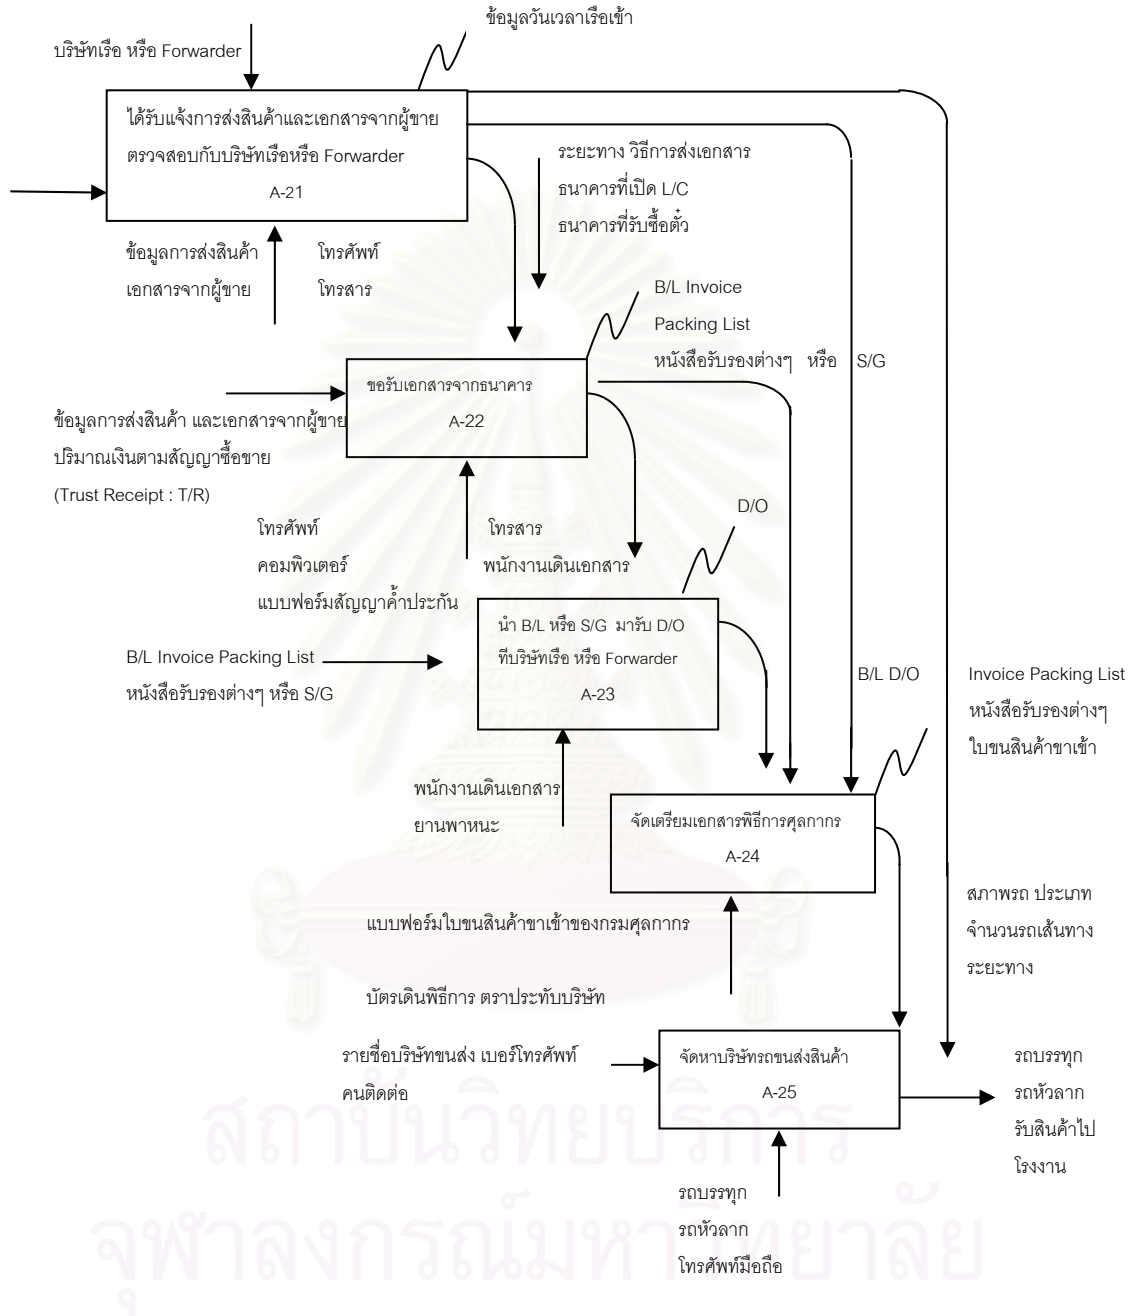 ข้อมูลวันเวลาเรือเข้า
บริษัทเรือ หรือ Forwarder
ได้รับแจ้งการส่งสินค้าและเอกสารจากผู้ขาย
ตรวจสอบกับบริษัทเรือหรือ Forwarder
A-21
ระยะทาง วิธีการส่งเอกสาร
ธนาคารที่เปิด L/C
ธนาคารที่รับซื้อตั๋ว
ข้อมูลการส่งสินค้า
เอกสารจากผู้ขาย
โทรศัพท์
โทรสาร
B/L Invoice
Packing List
หนังสือรับรองต่างๆ หรือ S/G
ขอรับเอกสารจากธนาคาร
A-22
ข้อมูลการส่งสินค้า และเอกสารจากผู้ขาย
ปริมาณเงินตามสัญญาซื้อขาย
(Trust Receipt : T/R)
โทรศัพท์
คอมพิวเตอร์
แบบฟอร์มสัญญาค้ำประกัน
โทรสาร
พนักงานเดินเอกสาร
D/O
นำ B/L หรือ S/G มารับ D/O
ที่บริษัทเรือ หรือ Forwarder
A-23
B/L Invoice Packing List
หนังสือรับรองต่างๆ หรือ S/G
B/L D/O
Invoice Packing List
หนังสือรับรองต่างๆ
ใบขนสินค้าขาเข้า
พนักงานเดินเอกสาร
ยานพาหนะ
จัดเตรียมเอกสารพิธีการศุลกากร
A-24
แบบฟอร์มใบขนสินค้าขาเข้าของกรมศุลกากร
บัตรเดินพิธีการ ตราประทับบริษัท
สภาพรถ ประเภท
จำนวนรถเส้นทาง
ระยะทาง
รายชื่อบริษัทขนส่ง เบอร์โทรศัพท์
คนติดต่อ
จัดหาบริษัทรถขนส่งสินค้า
A-25
รถบรรทุก
รถหัวลาก
รับสินค้าไป
โรงงาน
รถบรรทุก
รถหัวลาก
โทรศัพท์มือถือ
สถาบันวิทยบริการ
จุฬาลงกรณ์มหาวิทยาลัย